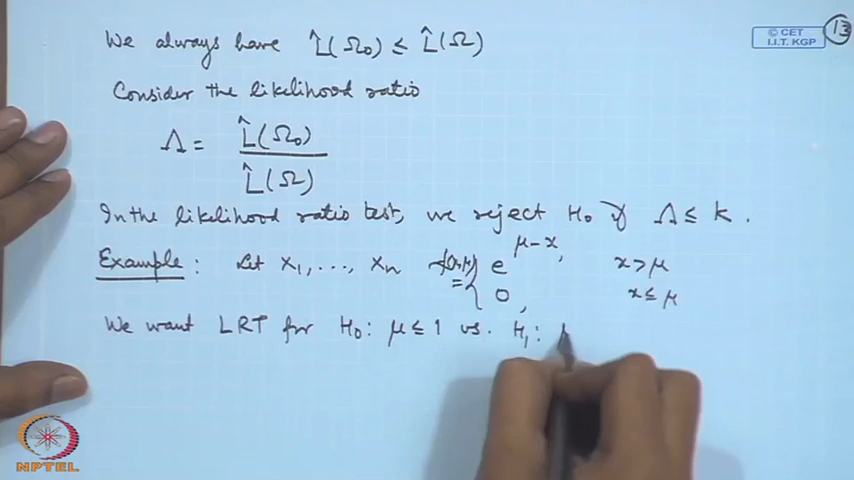 We always have L̂(Ω₀) ≤ L̂(Ω)
© CET
I.I.T. KGP
13
Consider the likelihood ratio
Λ = L̂(Ω₀) / L̂(Ω)
In the likelihood ratio test, we reject H₀ if Λ ≤ k.
Example: Let X₁, ..., Xₙ = { e^(μ-x), x > μ
0, x ≤ μ
We want LRT for H₀: μ ≤ 1 vs. H₁:
NPTEL